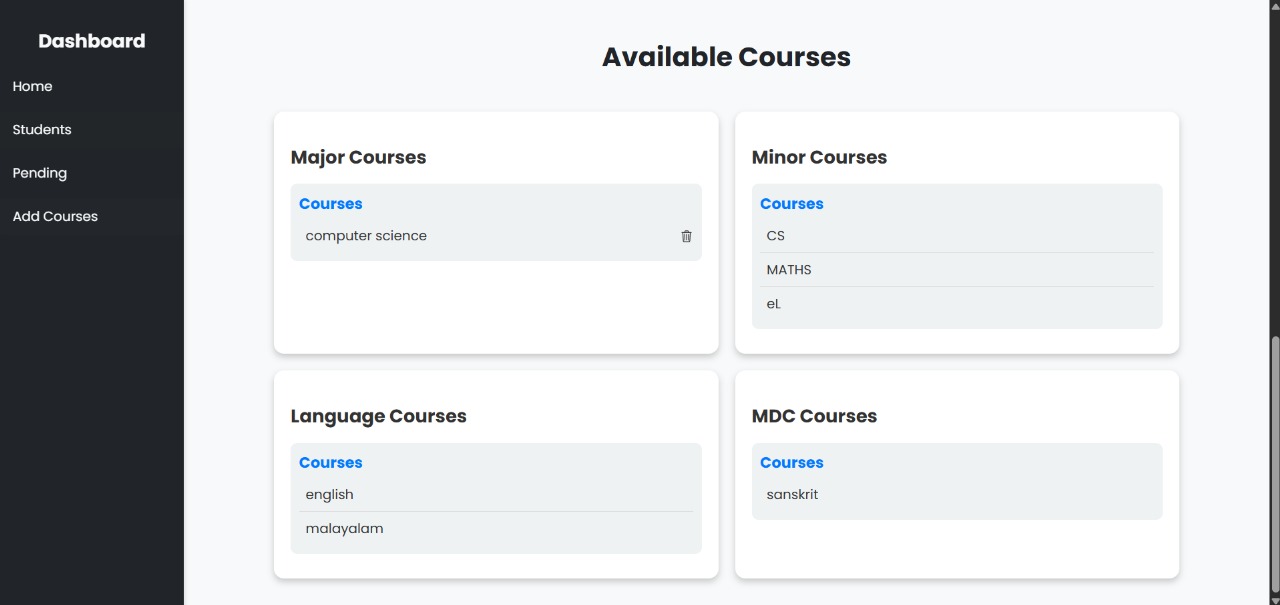 Dashboard
Home
Students
Pending
Add Courses
Available Courses
Major Courses
Courses
computer science
Minor Courses
Courses
CS
MATHS
eL
Language Courses
Courses
english
malayalam
MDC Courses
Courses
sanskrit